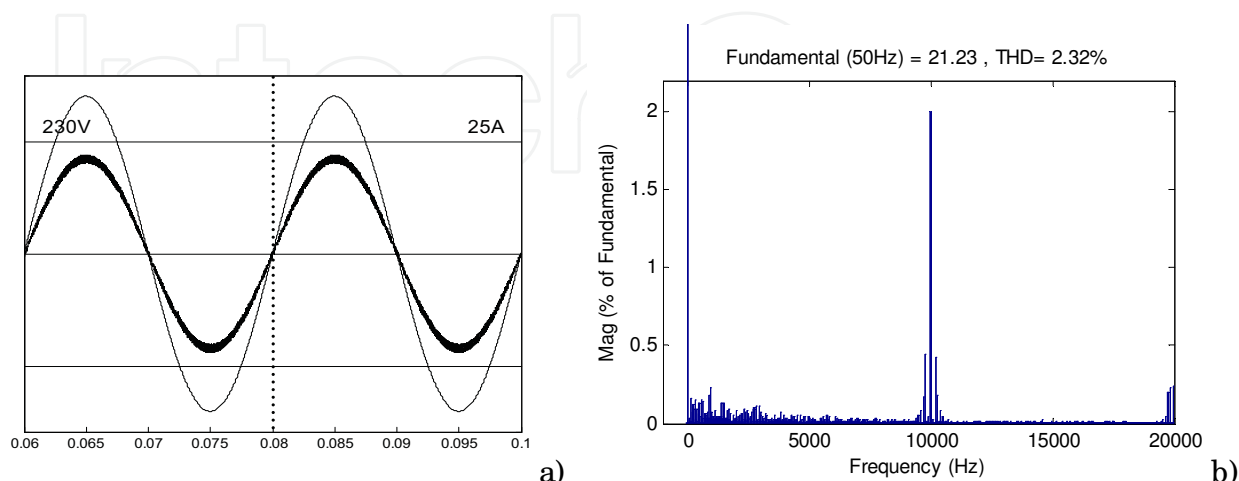 Intech
Fundamental (50Hz) = 21.23 , THD= 2.32%
230V
25A
0.06 0.065 0.07 0.075 0.08 0.085 0.09 0.095 0.1
a)
Mag (% of Fundamental)
2
1.5
1
0.5
0
0 5000 10000 15000 20000
Frequency (Hz)
b)